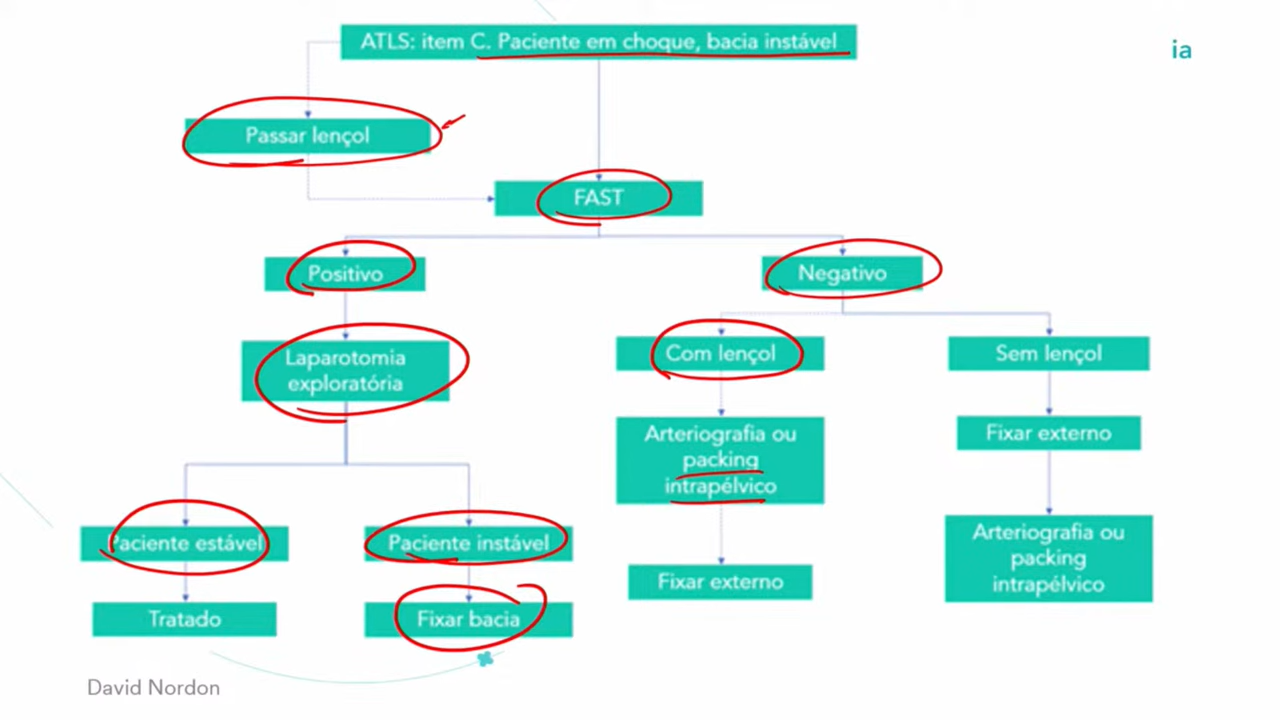 ATLS: item C. Paciente em choque, bacia instável
ia
Passar lençol
FAST
Positivo
Negativo
Laparotomia
exploratória
Com lençol
Sem lençol
Arteriografia ou
packing
intrapélvico
Fixar externo
Paciente estável
Paciente instável
Arteriografia ou
packing
intrapélvico
Fixar externo
Tratado
Fixar bacia
David Nordon